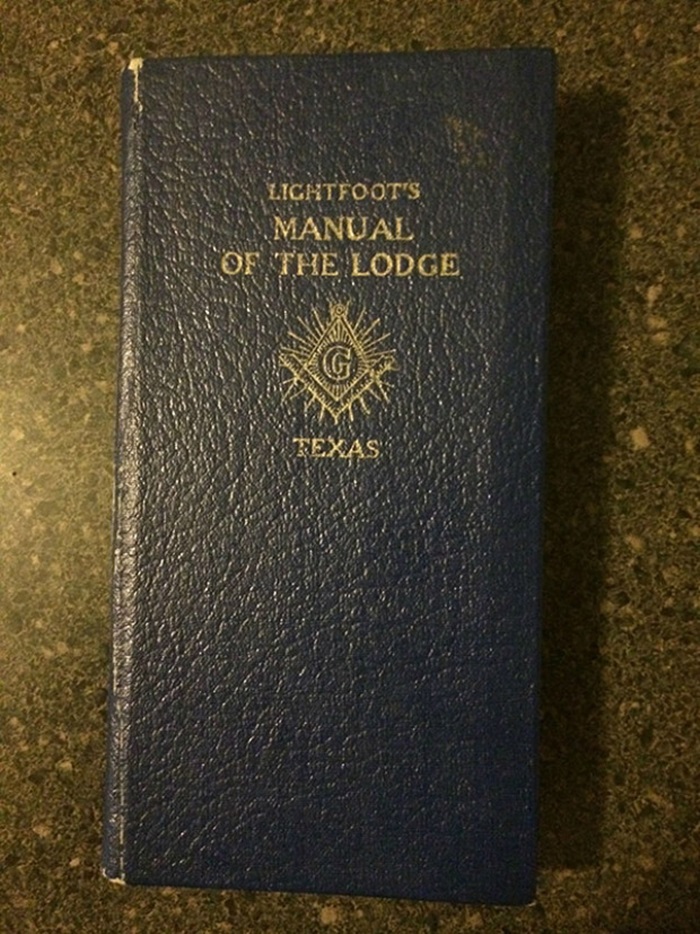 LIGHTFOOT'S
MANUAL
OF THE LODGE
G
TEXAS